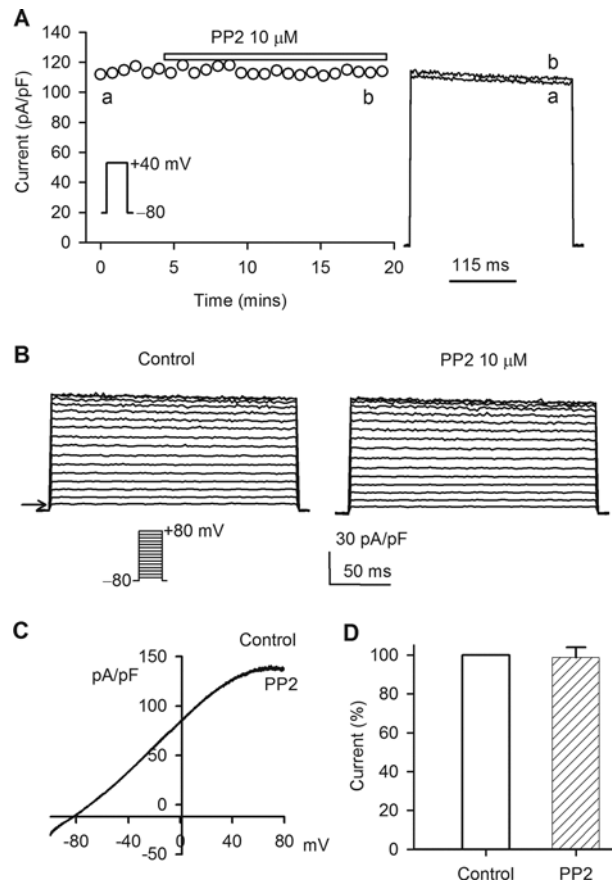 A
PP2 10 μM
140
120
100
80
60
40
20
0
Current (pA/pF)
a
b
+40 mV
−80
0
5
10
15
20
Time (mins)
b
a
115 ms
B
Control
PP2 10 μM
+80 mV
−80
30 pA/pF
50 ms
C
pA/pF
150
100
50
0
-50
Control
PP2
-80
-40
0
40
80
mV
D
100
80
60
40
20
0
Current (%)
Control
PP2